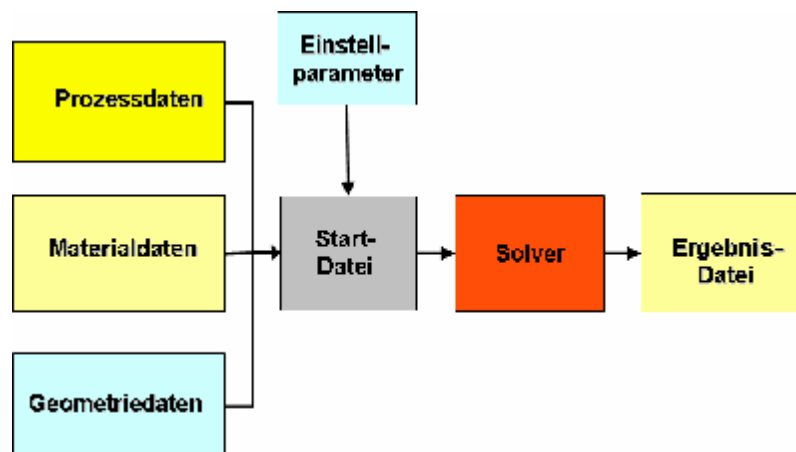 Einstell-
parameter
Prozessdaten
Materialdaten
Start-
Datei
Solver
Ergebnis-
Datei
Geometriedaten